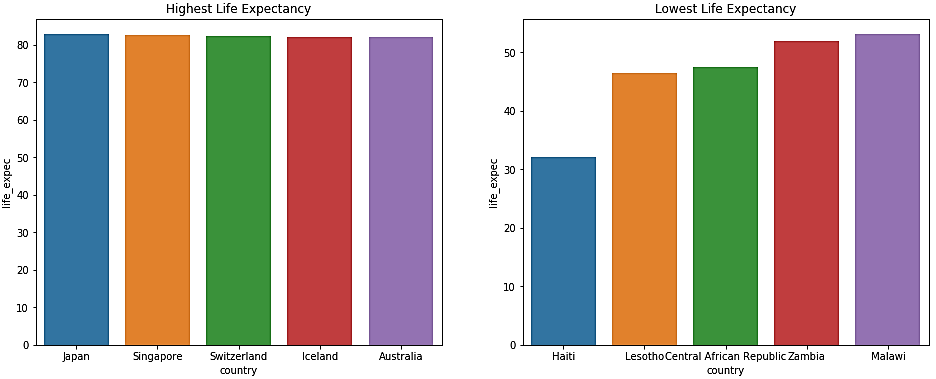 Highest Life Expectancy
life_expec
80
70
60
50
40
30
20
10
0
Japan Singapore Switzerland Iceland Australia
country
Lowest Life Expectancy
life_expec
50
40
30
20
10
0
Haiti Lesotho Central African Republic Zambia Malawi
country